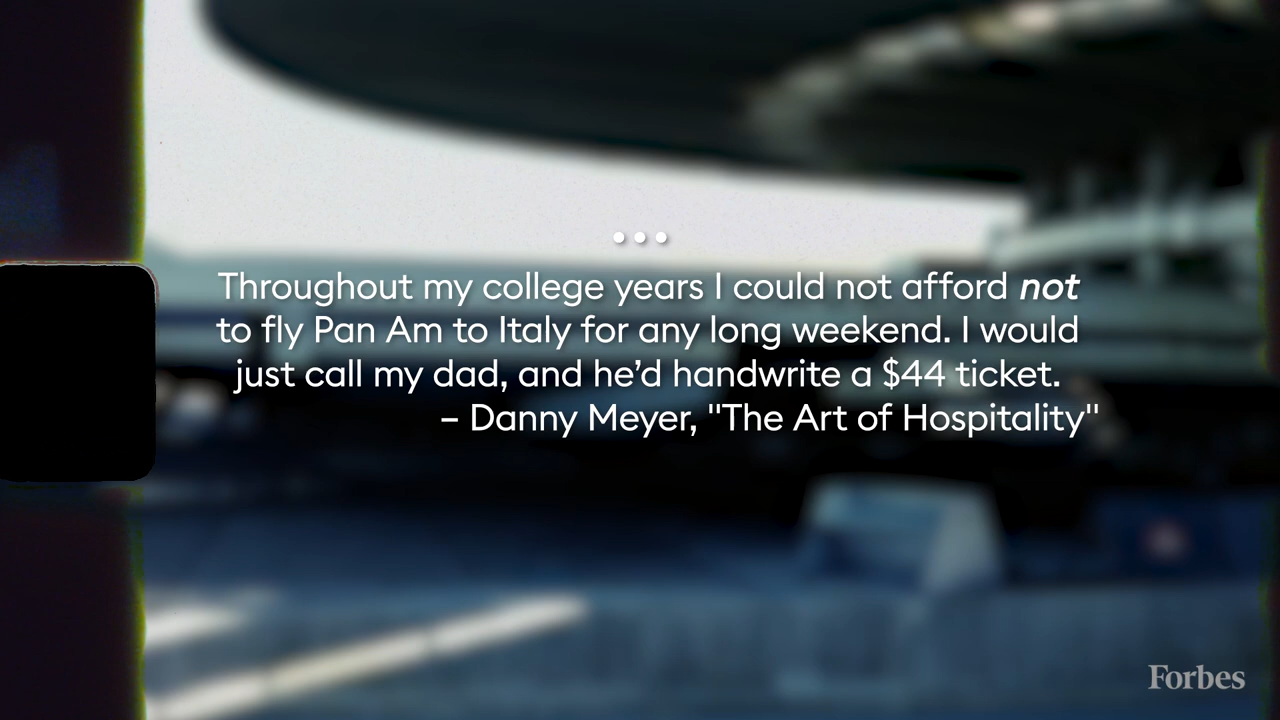 ...
Throughout my college years I could not afford not
to fly Pan Am to Italy for any long weekend. I would
just call my dad, and he’d handwrite a $44 ticket.
– Danny Meyer, "The Art of Hospitality"
Forbes